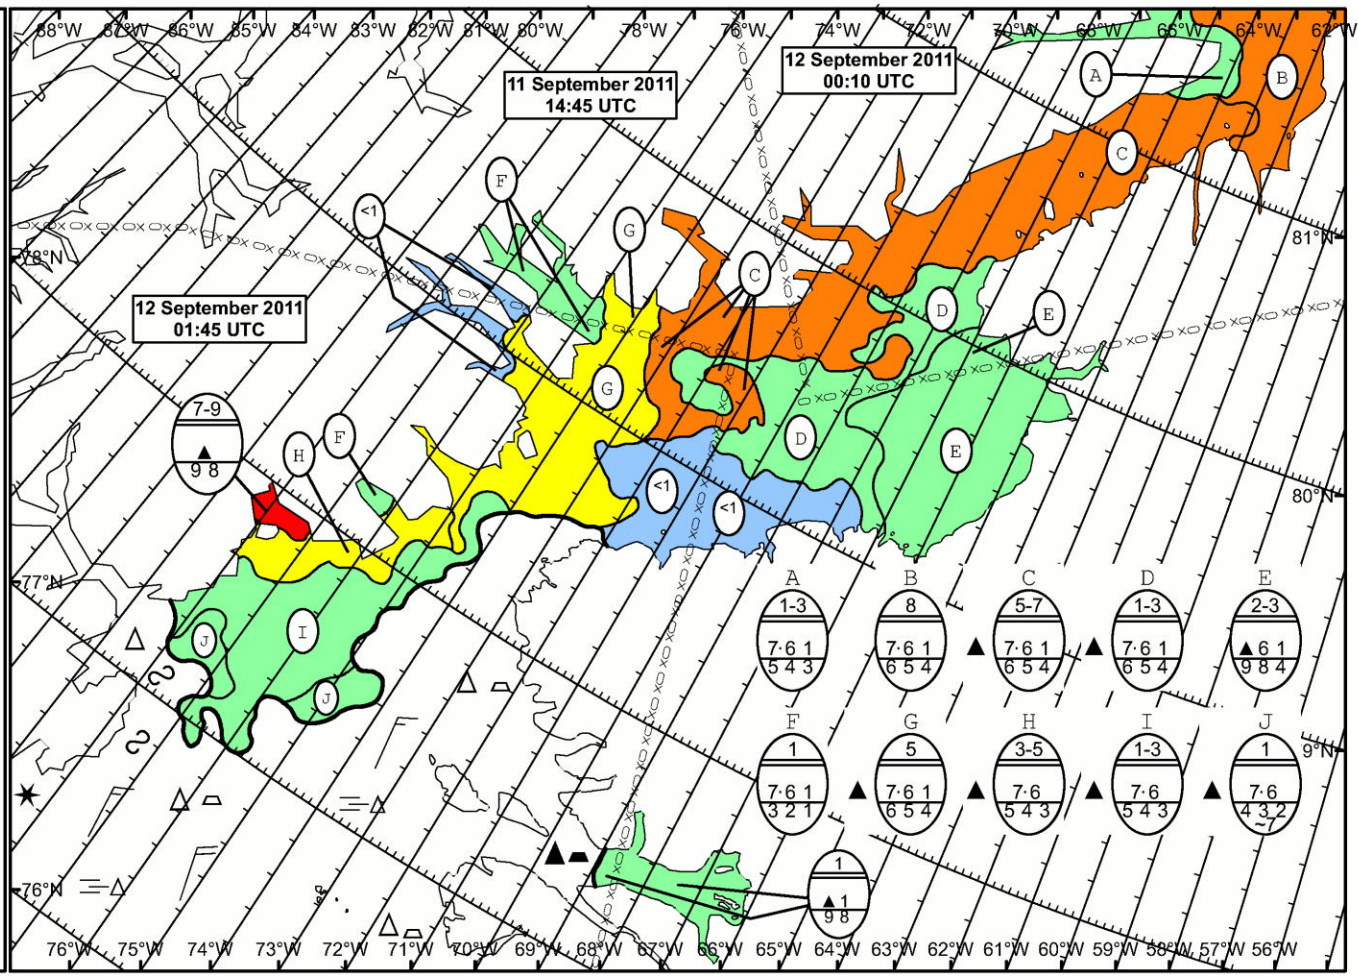 88°W 87°W 86°W 85°W 84°W 83°W 82°W 81°W 80°W 78°W 76°W 74°W 72°W 70°W 68°W 66°W 64°W 62°W
12 September 2011
00:10 UTC
11 September 2011
14:45 UTC
A
B
C
F
<1
G
C
81°N
78°N
12 September 2011
01:45 UTC
D
E
G
7-9
9 8
H
F
D
E
80°N
<1
<1
77°N
J
I
J
A B C D E
1-3 8 5-7 1-3 2-3
7·6 1 7·6 1 7·6 1 7·6 1 6 1
5 4 3 6 5 4 6 5 4 6 5 4 9 8 4
F G H I J
1 5 3-5 1-3 1
9°N
7·6 1 7·6 1 7·6 7·6 7·6
3 2 1 6 5 4 5 4 3 5 4 3 4 3 2
~7
1
1
9 8
76°N
76°W 75°W 74°W 73°W 72°W 71°W 70°W 69°W 68°W 67°W 66°W 65°W 64°W 63°W 62°W 61°W 60°W 59°W 58°W 57°W 56°W